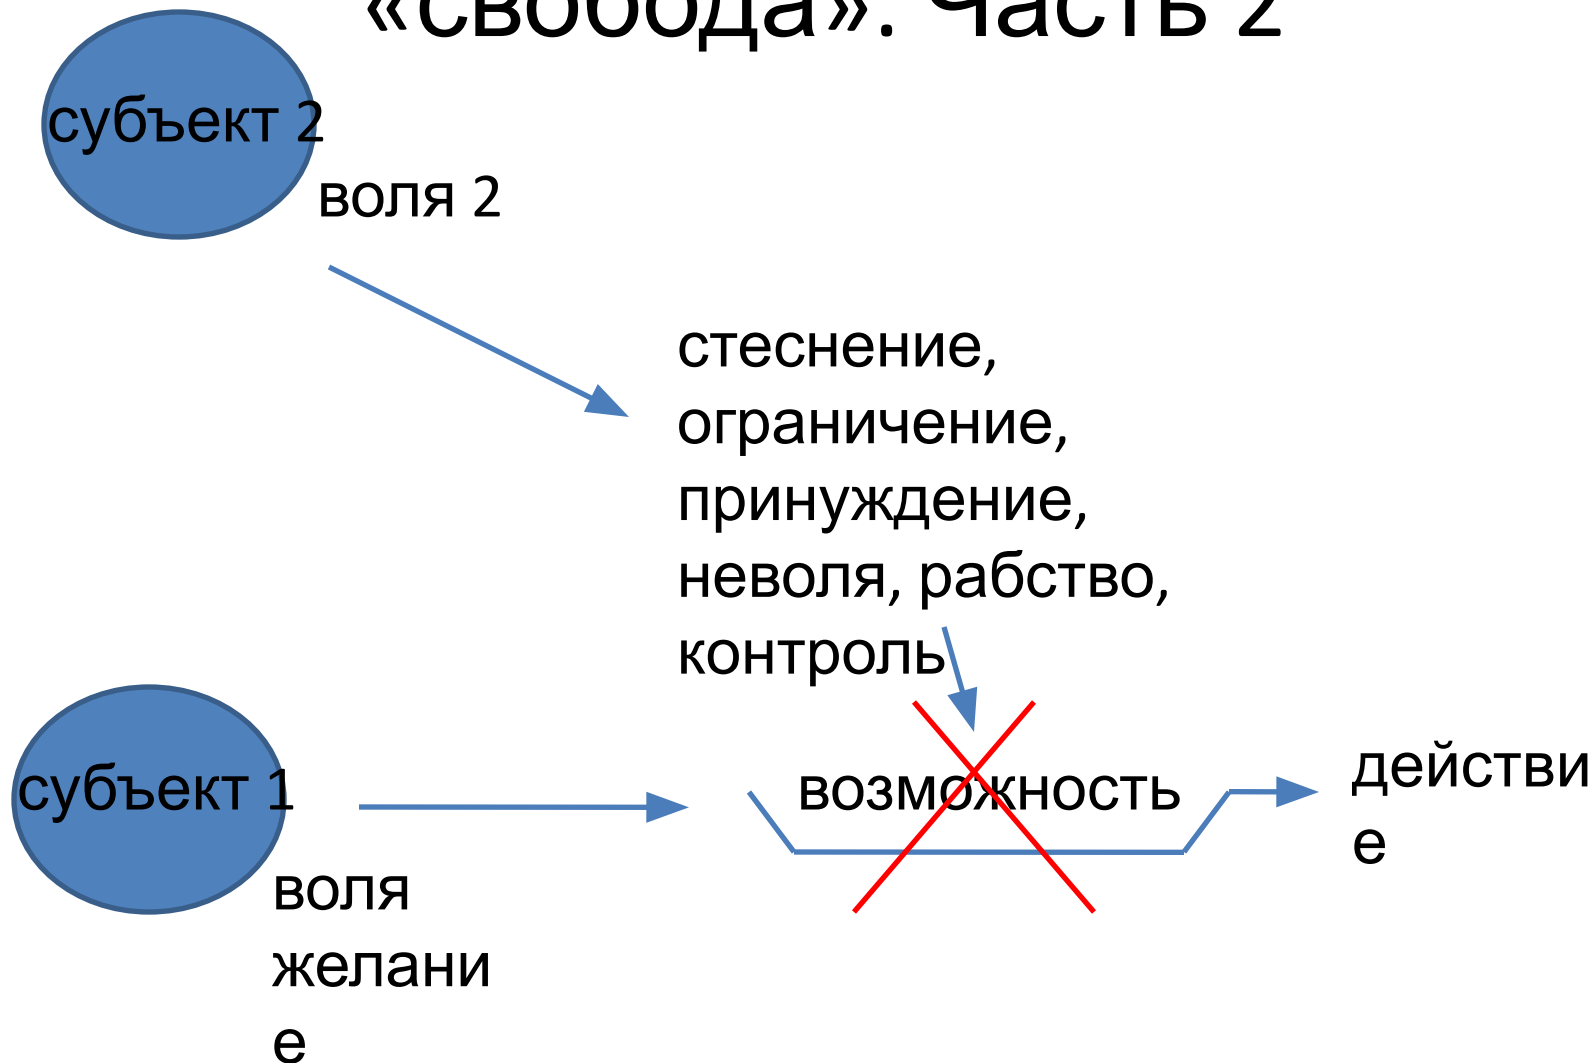 «свобода». Часть 2
субъект 2
воля 2
стеснение,
ограничение,
принуждение,
неволя, рабство,
контроль
субъект 1
возможность
действи
е
воля
желани
е